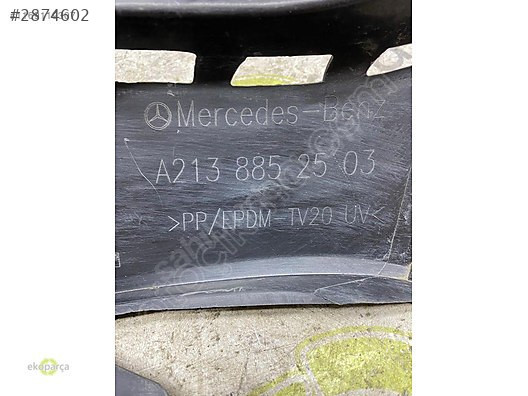 #2874602
Mercedes-Benz
A213 885 25 03
>PP/EPDM-TV20 UV<
ekoparça